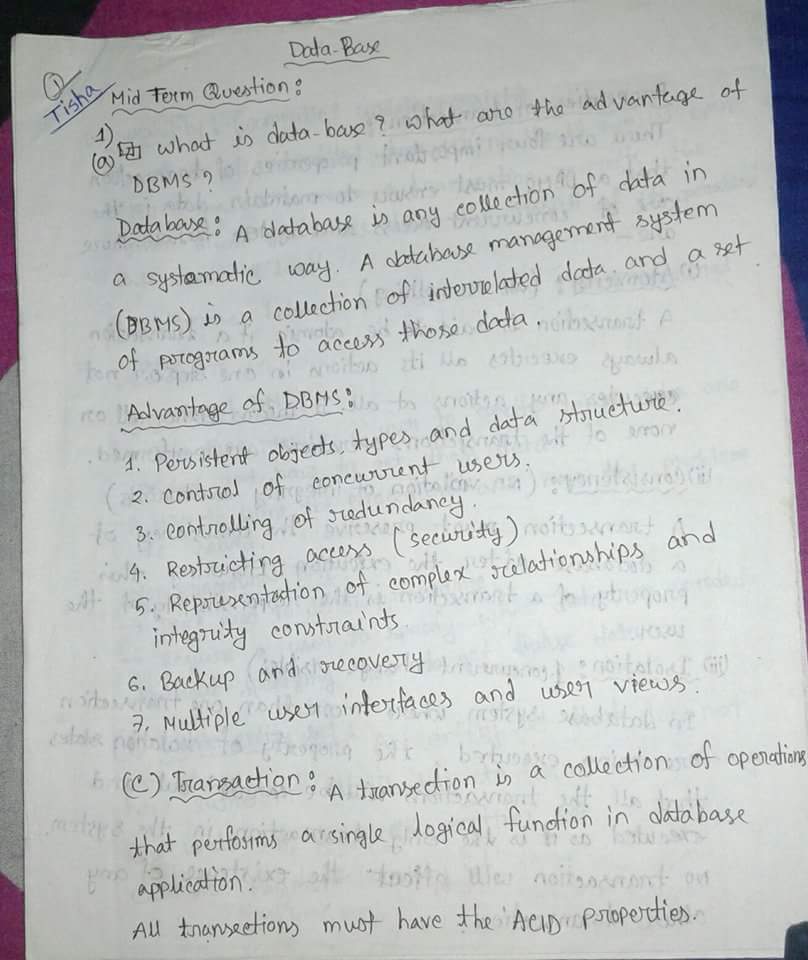 Data-Base
Tisha
Mid Term Question:
1)
(a) What is data-base? What are the advantage of
DBMS?
Database: A database is any collection of data in
a systamatic way. A database management system
(DBMS) is a collection of interrelated data and a set
of porograms to access those data.
Advantage of DBMS:
1. Persistent objects, types and data structure.
2. Control of concurrent users.
3. Controlling of redundancy.
4. Restricting access (security)
5. Representation of complex relationships and
integrity constraints.
6. Backup and recovery
7. Multiple user interfaces and user views.
(C) Transaction: A transection is a collection of operations
that performs a single logical function in database
application.
All transections must have the ACID properties.